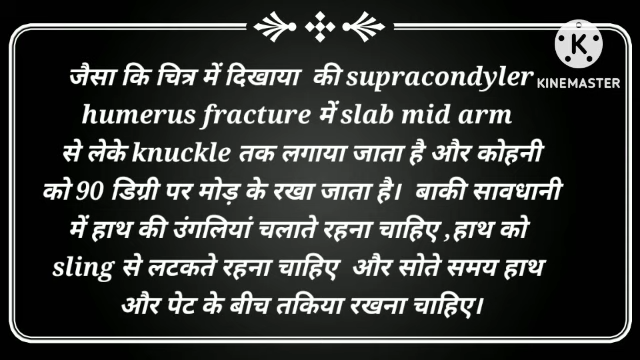 जैसा कि चित्र में दिखाया की supracondyler
humerus fracture में slab mid arm
से लेके knuckle तक लगाया जाता है और कोहनी
को 90 डिग्री पर मोड़ के रखा जाता है। बाकी सावधानी
में हाथ की उंगलियां चलाते रहना चाहिए ,हाथ को
sling से लटकते रहना चाहिए और सोते समय हाथ
और पेट के बीच तकिया रखना चाहिए।
K
KINEMASTER